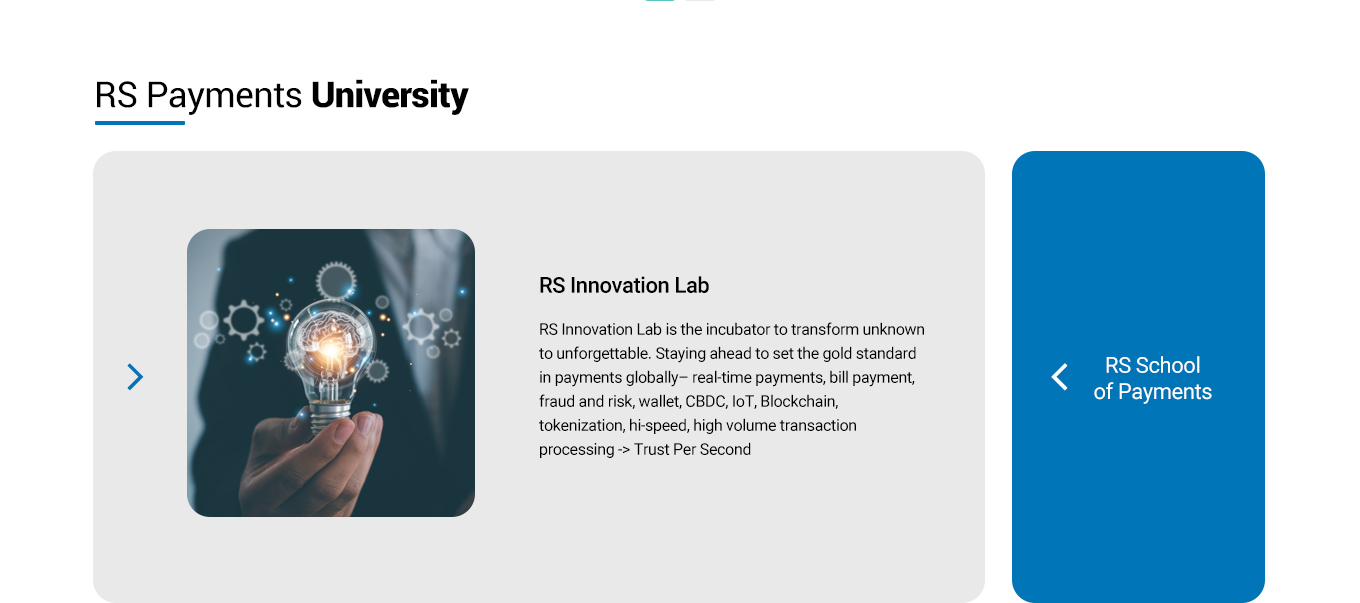 RS Payments University
RS Innovation Lab
RS Innovation Lab is the incubator to transform unknown
to unforgettable. Staying ahead to set the gold standard
in payments globally– real-time payments, bill payment,
fraud and risk, wallet, CBDC, IoT, Blockchain,
tokenization, hi-speed, high volume transaction
processing -> Trust Per Second
RS School
of Payments